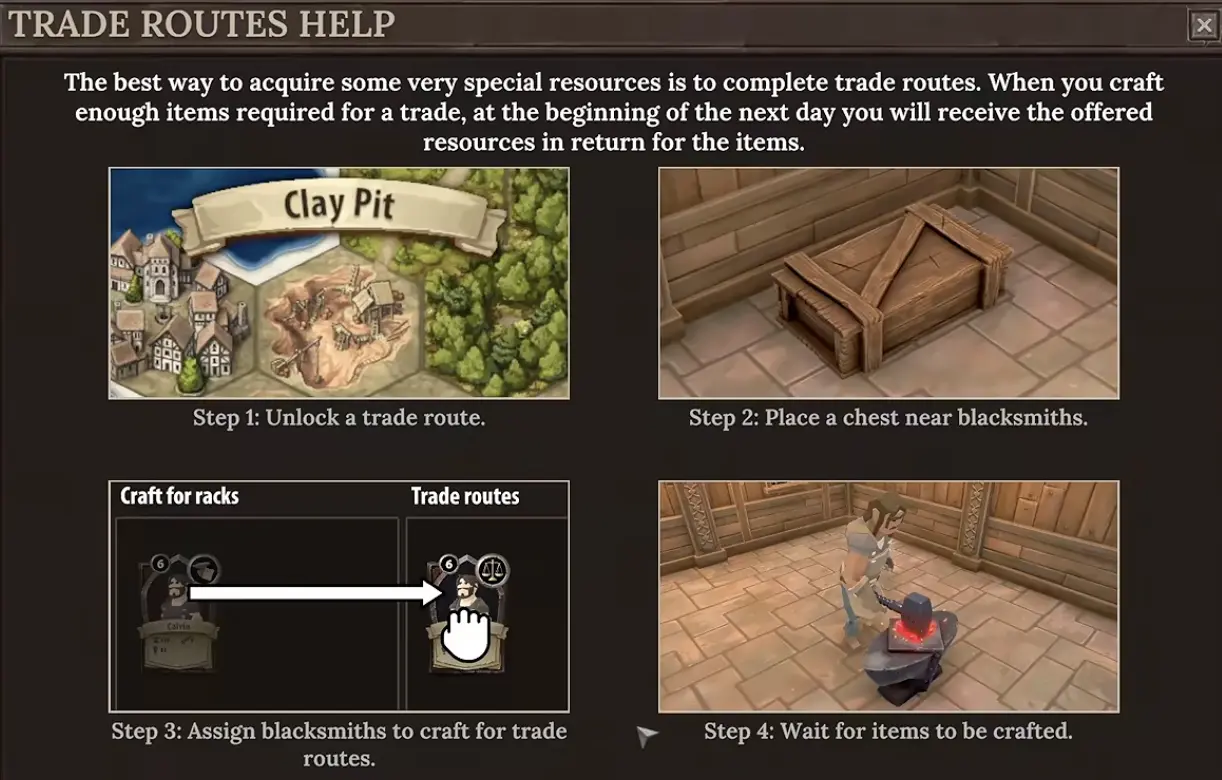 TRADE ROUTES HELP
The best way to acquire some very special resources is to complete trade routes. When you craft
enough items required for a trade, at the beginning of the next day you will receive the offered
resources in return for the items.
Clay Pit
Step 1: Unlock a trade route.
Step 2: Place a chest near blacksmiths.
Craft for racks
Trade routes
6
6
Calvin
Step 3: Assign blacksmiths to craft for trade
routes.
Step 4: Wait for items to be crafted.